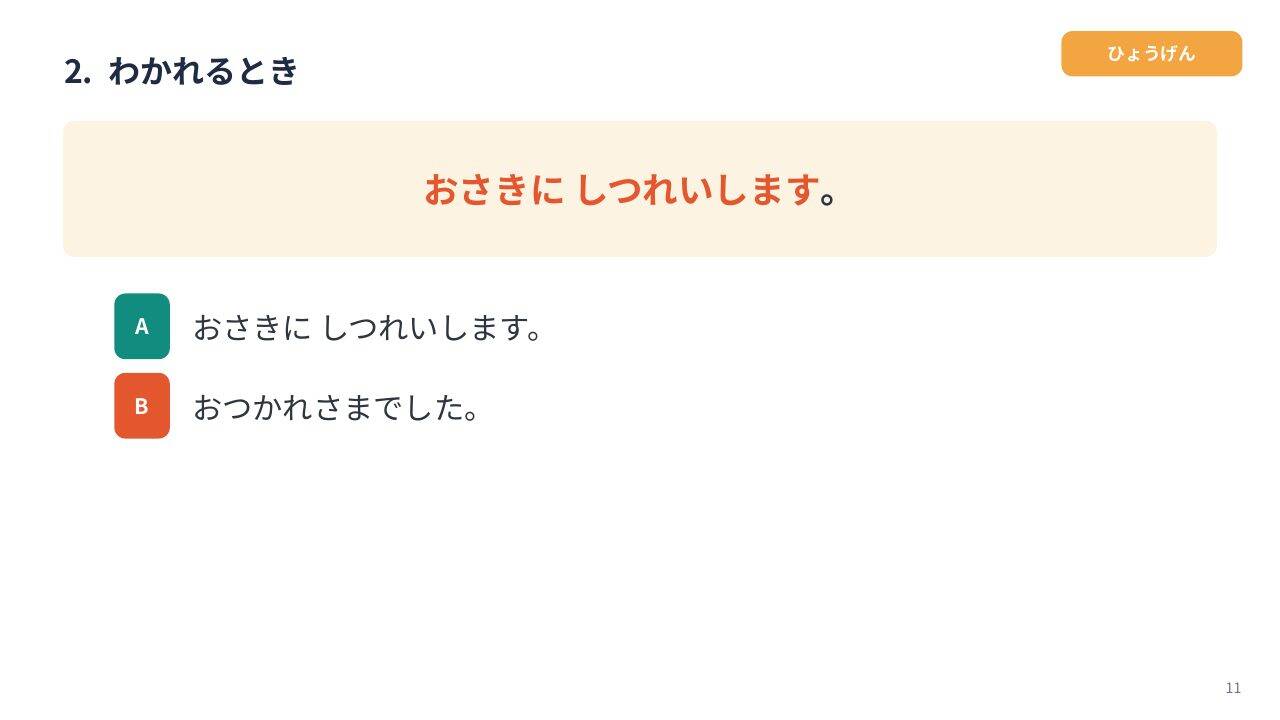 2. わかれるとき
ひょうげん
おさきに しつれいします。
A おさきに しつれいします。
B おつかれさまでした。
11